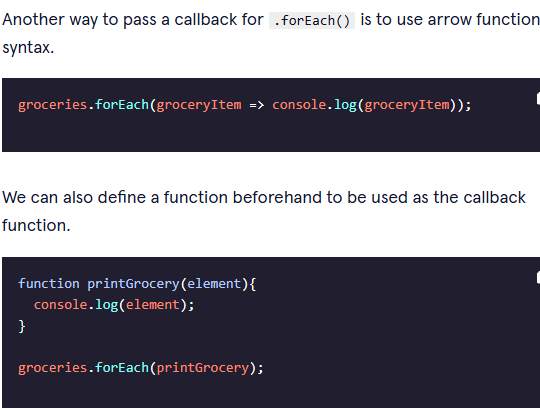 Another way to pass a callback for .forEach() is to use arrow function
syntax.
groceries.forEach(groceryItem => console.log(groceryItem));
We can also define a function beforehand to be used as the callback
function.
function printGrocery(element){
  console.log(element);
}
groceries.forEach(printGrocery);